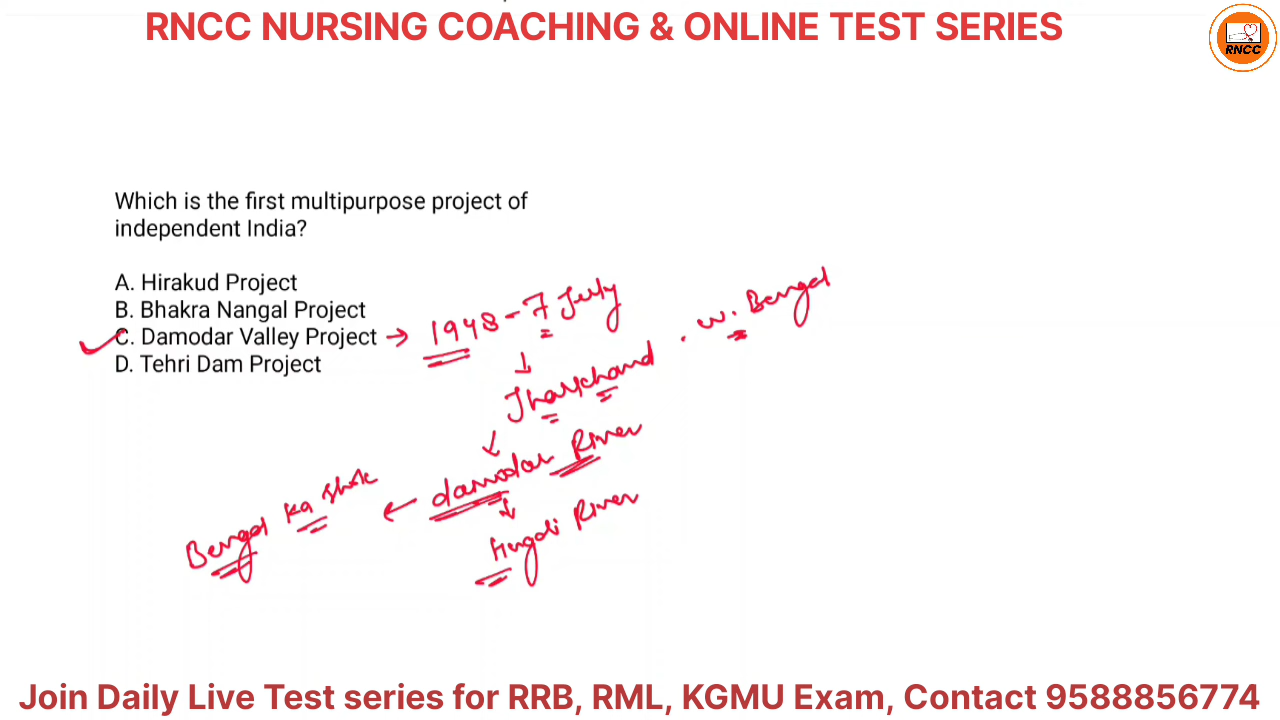 RNCC NURSING COACHING & ONLINE TEST SERIES
RNCC
Which is the first multipurpose project of
independent India?
A. Hirakud Project
B. Bhakra Nangal Project
C. Damodar Valley Project → 1948 - 7 July
D. Tehri Dam Project
Jharkhand . W. Bengal
damodar River
Bengal ka Shok
Hugali River
Join Daily Live Test series for RRB, RML, KGMU Exam, Contact 9588856774